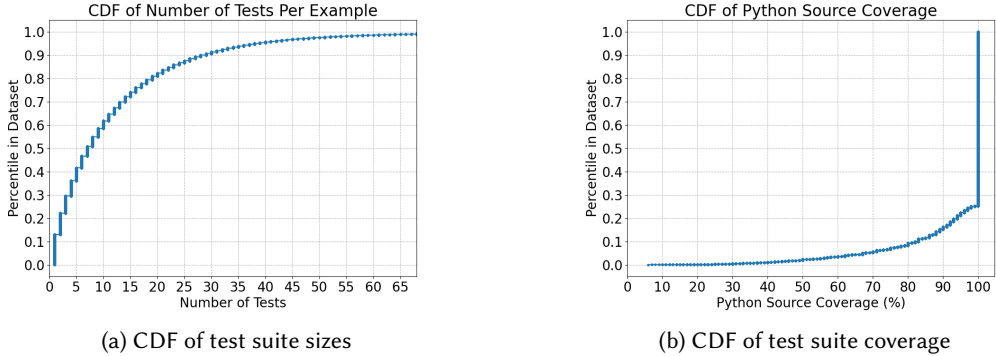 CDF of Number of Tests Per Example
1.0
0.9
0.8
0.7
0.6
0.5
0.4
0.3
0.2
0.1
0.0
Percentile in Dataset
0 5 10 15 20 25 30 35 40 45 50 55 60 65
Number of Tests
(a) CDF of test suite sizes
CDF of Python Source Coverage
1.0
0.9
0.8
0.7
0.6
0.5
0.4
0.3
0.2
0.1
0.0
Percentile in Dataset
0 10 20 30 40 50 60 70 80 90 100
Python Source Coverage (%)
(b) CDF of test suite coverage